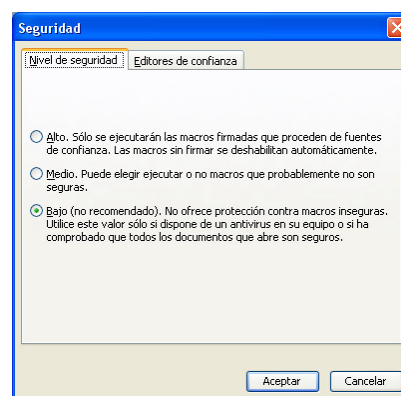 Seguridad
Nivel de seguridad
Editores de confianza
Alto. Sólo se ejecutarán las macros firmadas que proceden de fuentes
de confianza. Las macros sin firmar se deshabilitan automáticamente.
Medio. Puede elegir ejecutar o no macros que probablemente no son
seguras.
Bajo (no recomendado). No ofrece protección contra macros inseguras.
Utilice este valor sólo si dispone de un antivirus en su equipo o si ha
comprobado que todos los documentos que abre son seguros.
Aceptar
Cancelar